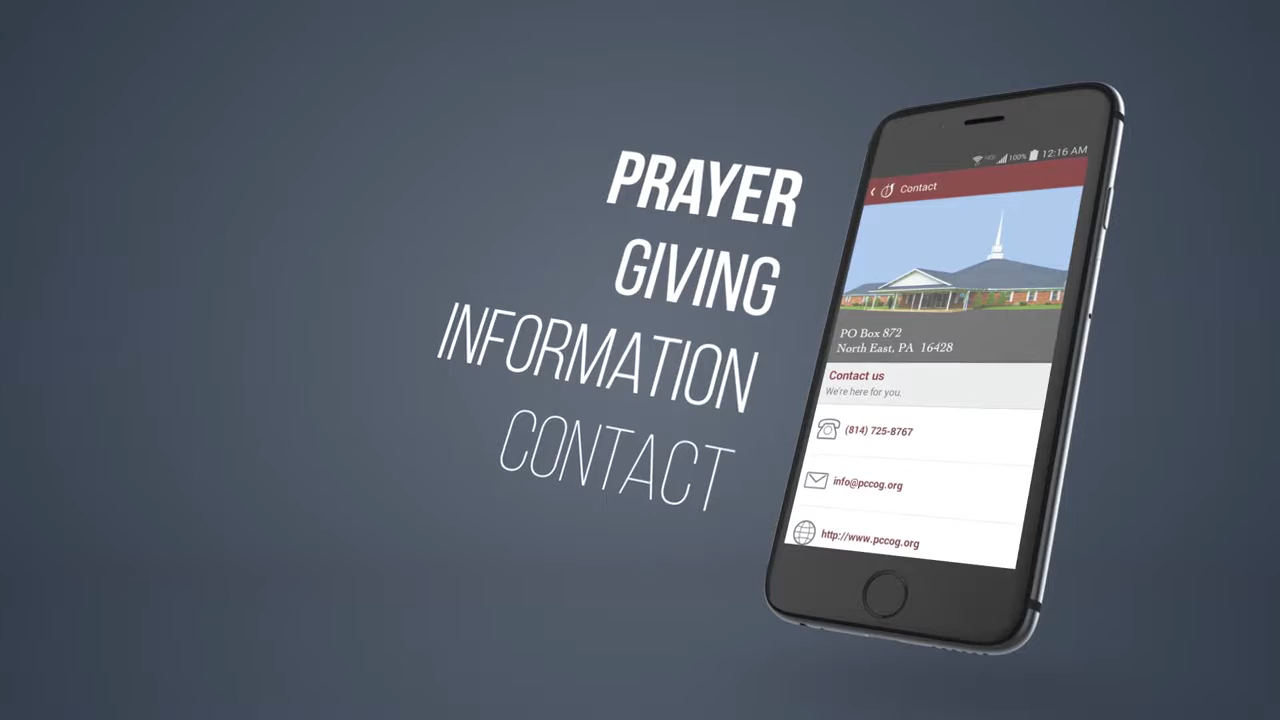 PRAYER
GIVING
INFORMATION
CONTACT
100% 12:16 AM
Contact
PO Box 872
North East, PA 16428
Contact us
We're here for you.
(814) 725-8767
info@pccog.org
http://www.pccog.org